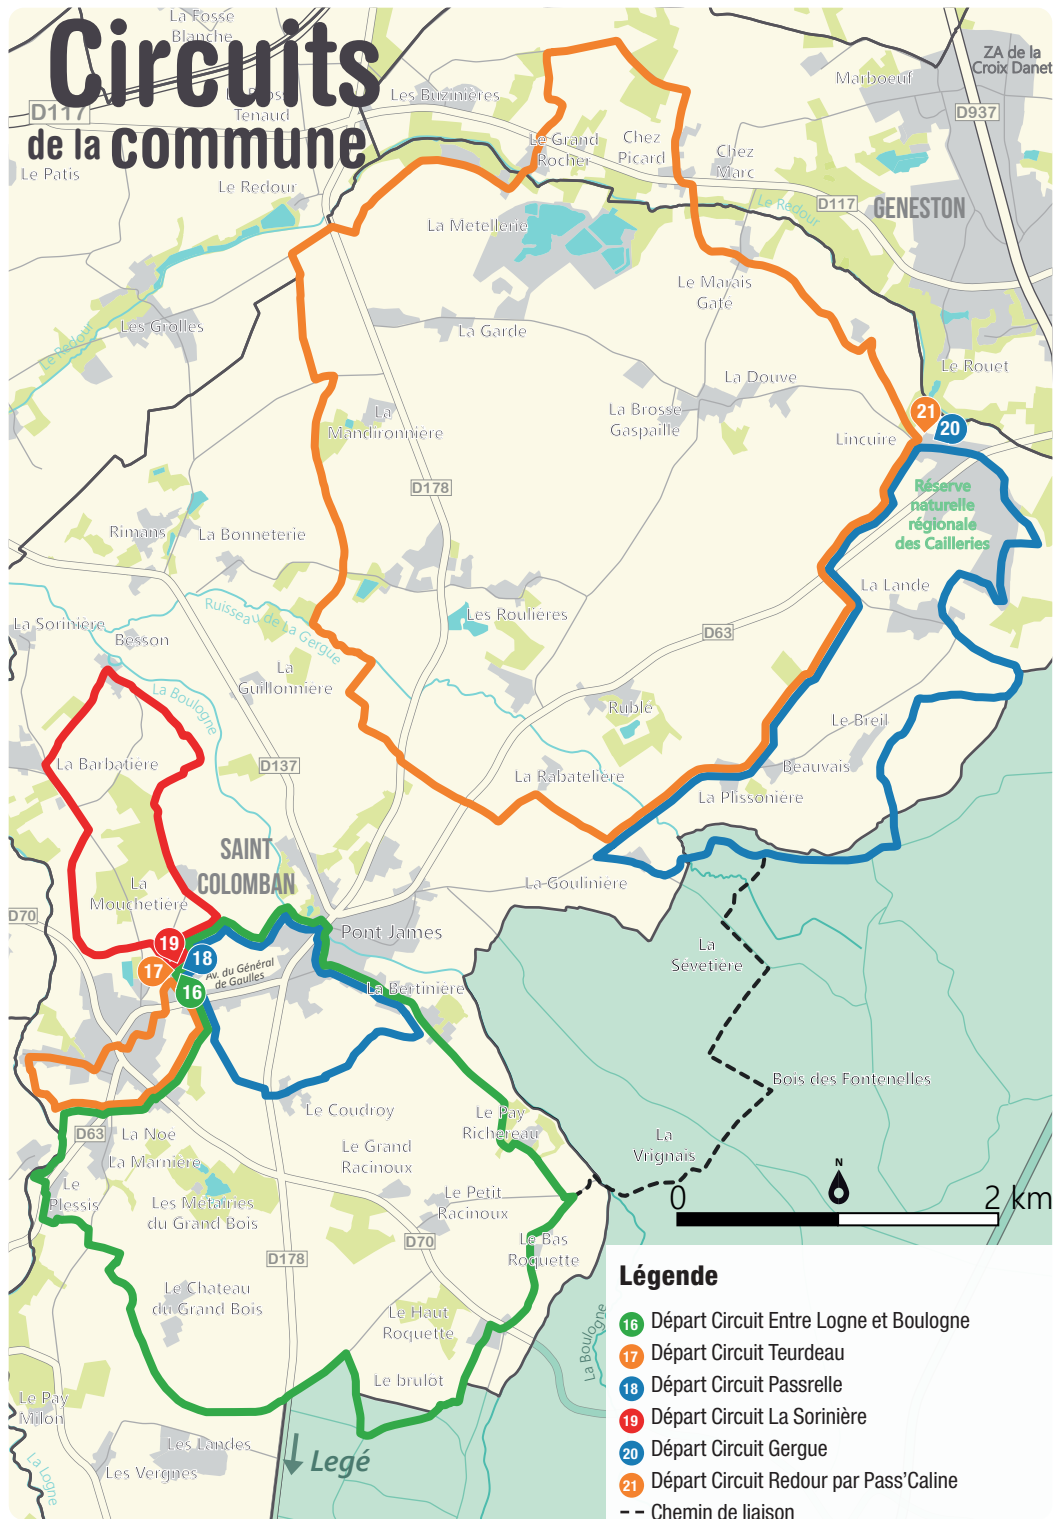 Circuits
de la commune
La Fosse
Blanche
Tenaud
D117
Le Patis
Le Redour
Les Buzinières
Le Grand
Rocher
Chez
Picard
Chez
Marc
Marboeuf
ZA de la
Croix Danet
D937
D117
Le Redour
GENESTON
La Metellerie
Le Marais
Gaté
Les Grolles
Le Redour
La Garde
Le Rouet
La Douve
La Brosse
Gaspaille
La
Mandironnière
Lincuire
21
20
D178
Réserve
naturelle
régionale
des Cailleries
Rimans
La Bonneterie
La Lande
Ruisseau de La Gergue
Les Roulières
La Sorinière
Besson
D63
La
Guillonnière
La Boulogne
Ruble
Le Breil
La Barbatière
D137
La Rabatelière
Beauvais
La Plissonière
SAINT
COLOMBAN
La Goulinière
La
Mouchetière
D70
Pont James
19
18
17
16
Av. du Général
de Gaulles
La Bertinière
La
Sévetière
Bois des Fontenelles
Le Coudroy
Le Pay
Richereau
D63
La Noë
La Marnière
Le Grand
Racinoux
La
Vrignais
Le
Plessis
Les Métairies
du Grand Bois
Le Petit
Racinoux
N
0
2 km
D178
D70
Le Bas
Roquette
Le Chateau
du Grand Bois
Le Haut
Roquette
La Boulogne
Le brulot
Le Pay
Milon
Les Landes
Les Vergnes
La Logne
Legé
Légende
16 Départ Circuit Entre Logne et Boulogne
17 Départ Circuit Teurdeau
18 Départ Circuit Passrelle
19 Départ Circuit La Sorinière
20 Départ Circuit Gergue
21 Départ Circuit Redour par Pass'Caline
Chemin de liaison